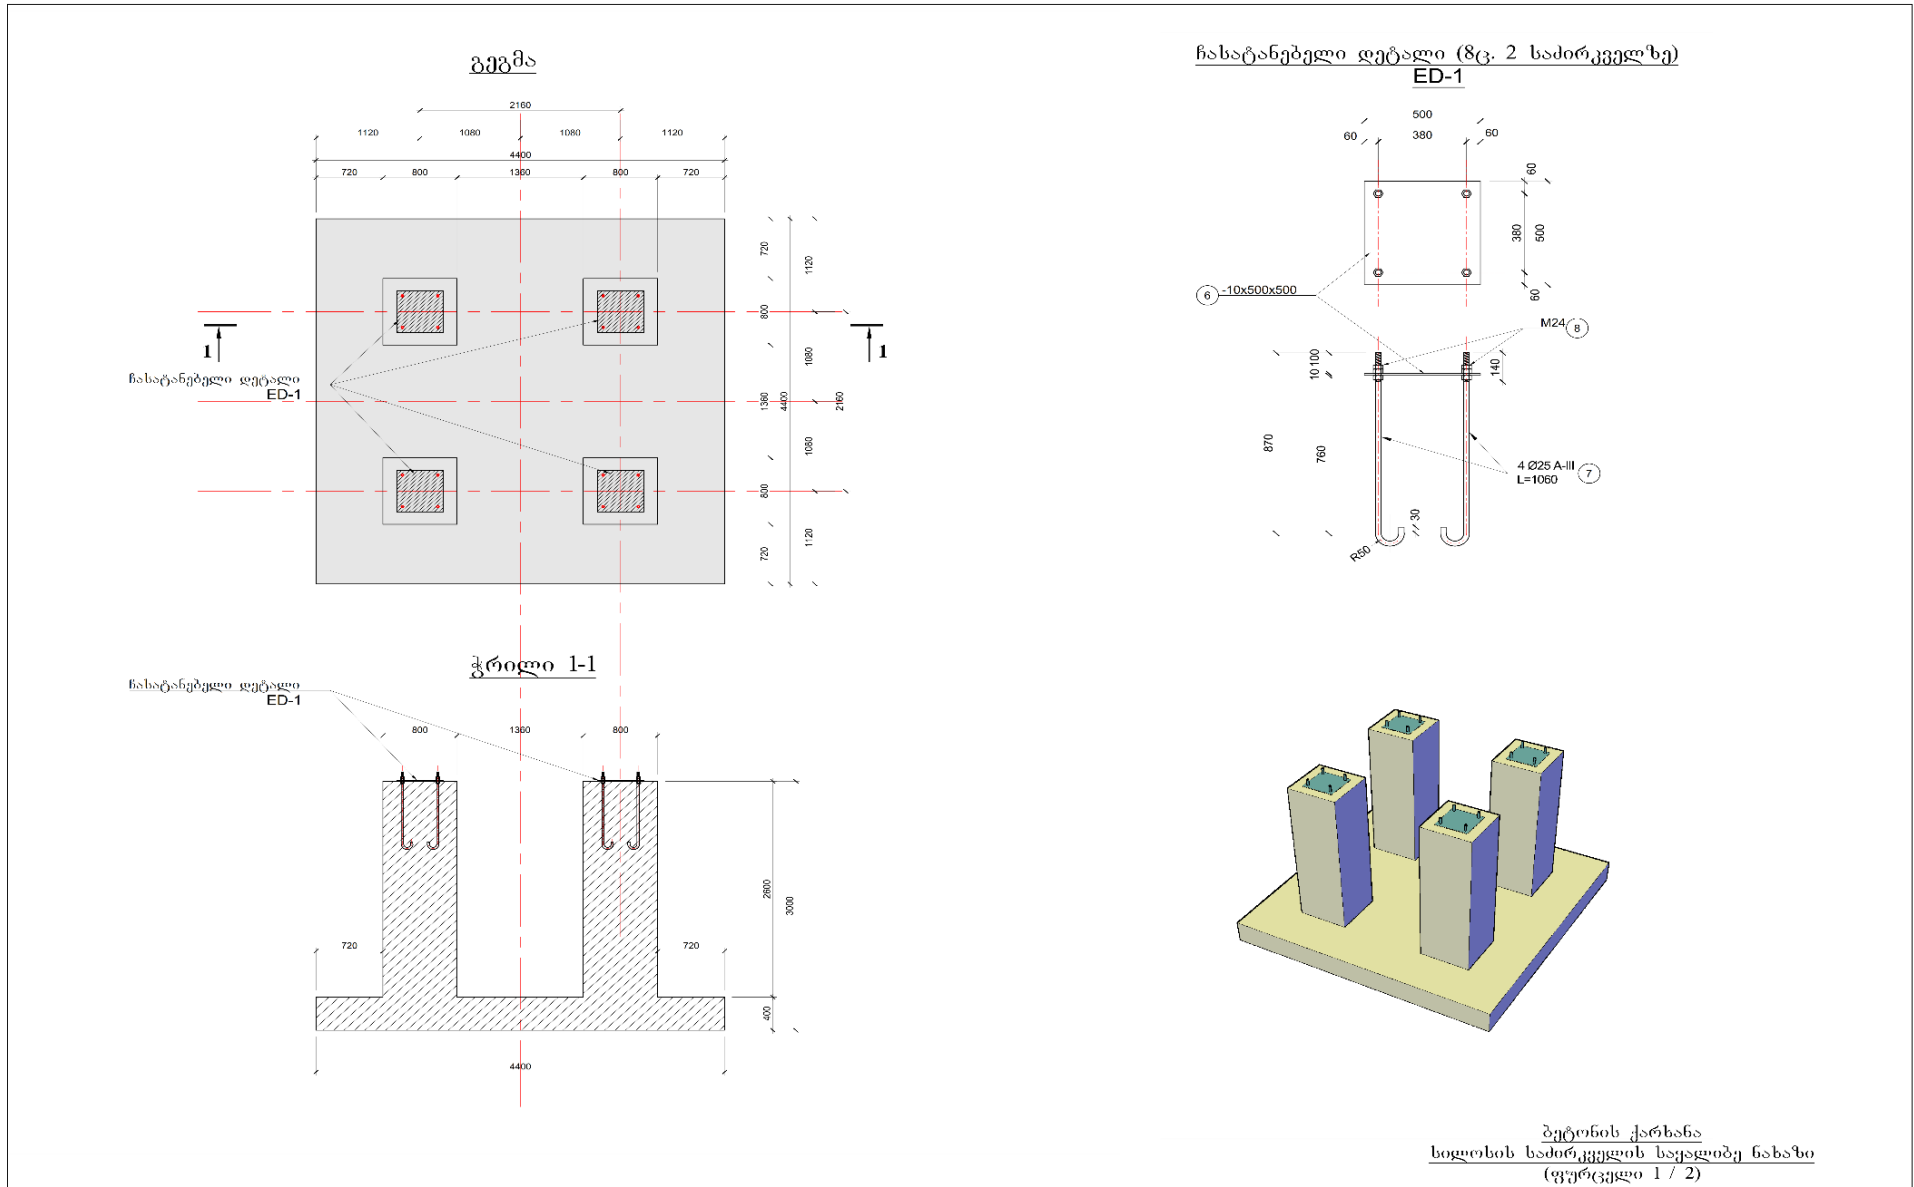 გეგმა
2160
1120 1080 1080 1120
4400
720 800 1360 800 720
720
1120
800
1080
1360
4400
2160
1080
800
720
1120
1 1
ჩასატანებელი დეტალი
ED-1
ჭრილი 1-1
ჩასატანებელი დეტალი
ED-1
800 1360 800
2600
3000
720 720
400
4400
ჩასატანებელი დეტალი (8ც. 2 საძირკველზე)
ED-1
500
60 380 60
60
380
500
60
6 -10x500x500
M24 8
100
10
140
870
760
4 Ø25 A-III 7
L=1060
30
R50
ბეტონის ქარხანა
სილოსის საძირკველის საყალიბე ნახაზი
(ფურცელი 1 / 2)